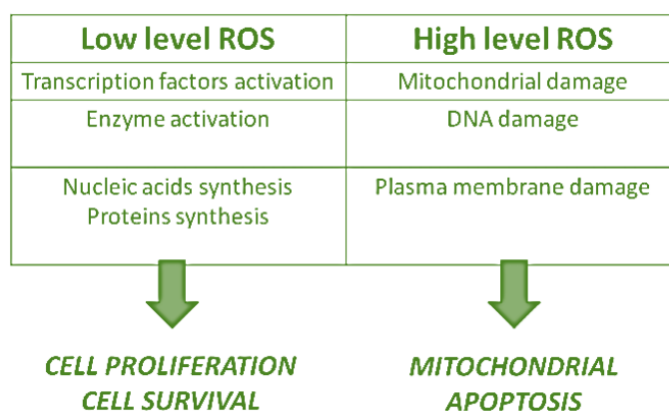 Low level ROS
High level ROS
Transcription factors activation
Mitochondrial damage
Enzyme activation
DNA damage
Nucleic acids synthesis
Proteins synthesis
Plasma membrane damage
CELL PROLIFERATION
CELL SURVIVAL
MITOCHONDRIAL
APOPTOSIS